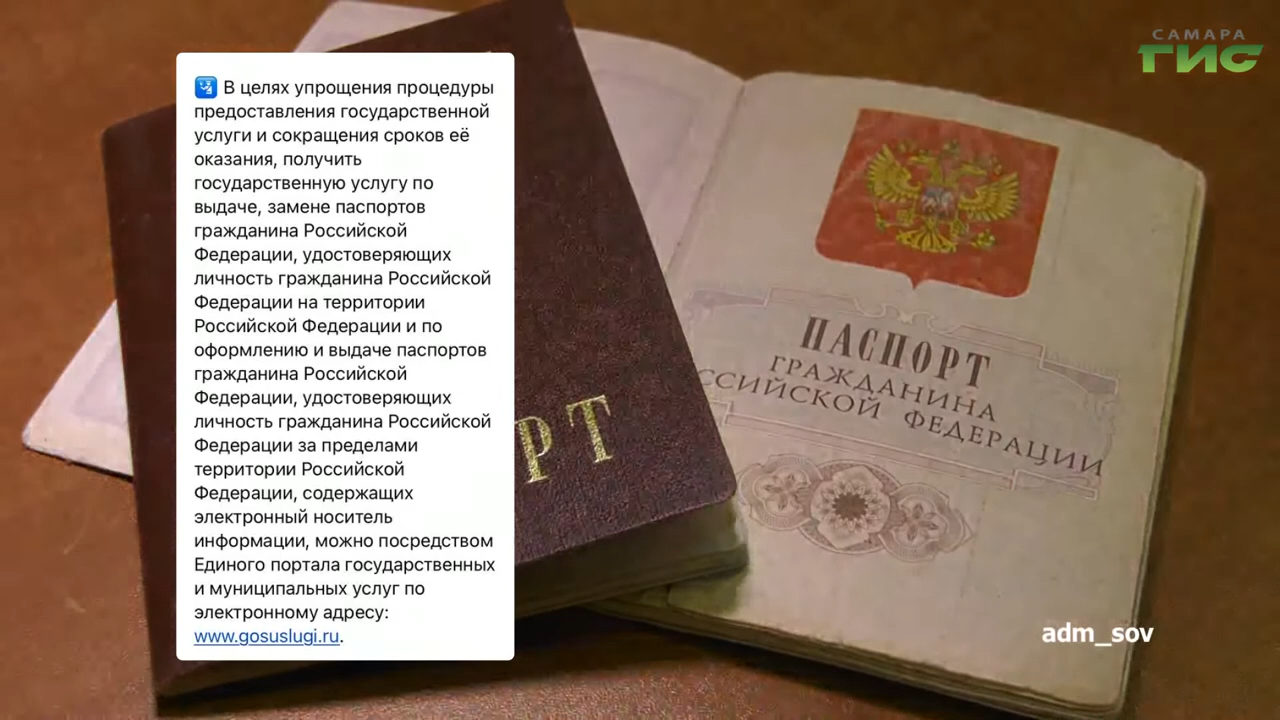 САМАРА
ГИС
В целях упрощения процедуры
предоставления государственной
услуги и сокращения сроков её
оказания, получить
государственную услугу по
выдаче, замене паспортов
гражданина Российской
Федерации, удостоверяющих
личность гражданина Российской
Федерации на территории
Российской Федерации и по
оформлению и выдаче паспортов
гражданина Российской
Федерации, удостоверяющих
личность гражданина Российской
Федерации за пределами
территории Российской
Федерации, содержащих
электронный носитель
информации, можно посредством
Единого портала государственных
и муниципальных услуг по
электронному адресу:
www.gosuslugi.ru.
РТ
ПАСПОРТ
ГРАЖДАНИНА
ССИЙСКОЙ ФЕДЕРАЦИИ
adm_sov